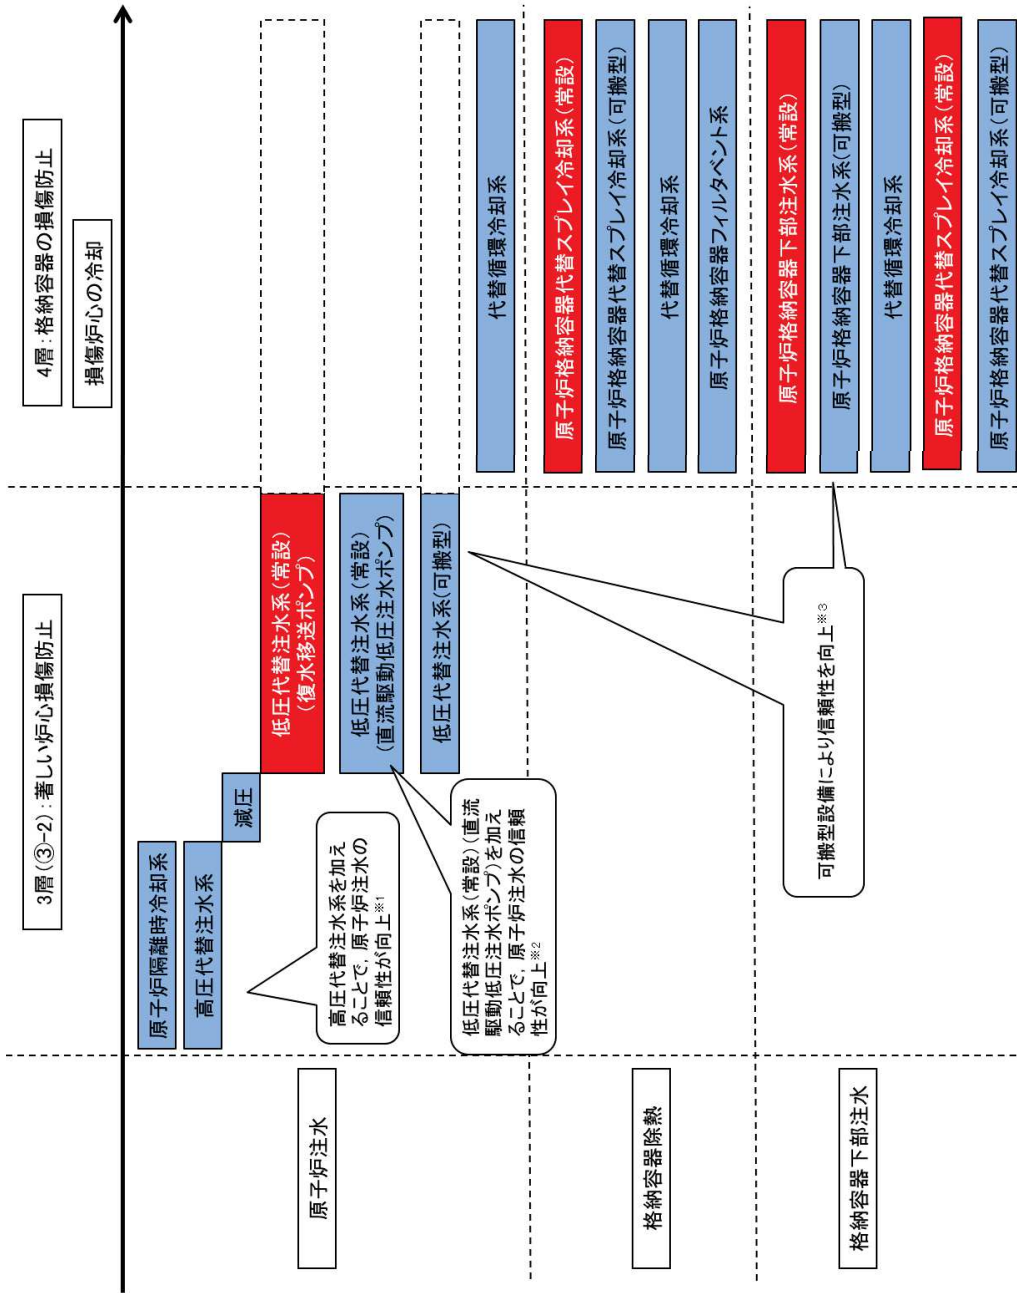 3層(③-2):著しい炉心損傷防止
4層:格納容器の損傷防止
損傷炉心の冷却
原子炉注水
原子炉隔離時冷却系
高圧代替注水系
減圧
低圧代替注水系(常設)
(復水移送ポンプ)
低圧代替注水系(常設)
(直流駆動低圧注水ポンプ)
低圧代替注水系(可搬型)
代替循環冷却系
高圧代替注水系を加え
ることで,原子炉注水の
信頼性が向上※1
低圧代替注水系(常設)(直流
駆動低圧注水ポンプ)を加え
ることで,原子炉注水の信頼
性が向上※2
格納容器除熱
原子炉格納容器代替スプレイ冷却系(常設)
原子炉格納容器代替スプレイ冷却系(可搬型)
代替循環冷却系
原子炉格納容器フィルタベント系
格納容器下部注水
可搬型設備により信頼性を向上※3
原子炉格納容器下部注水系(常設)
原子炉格納容器下部注水系(可搬型)
代替循環冷却系
原子炉格納容器代替スプレイ冷却系(常設)
原子炉格納容器代替スプレイ冷却系(可搬型)